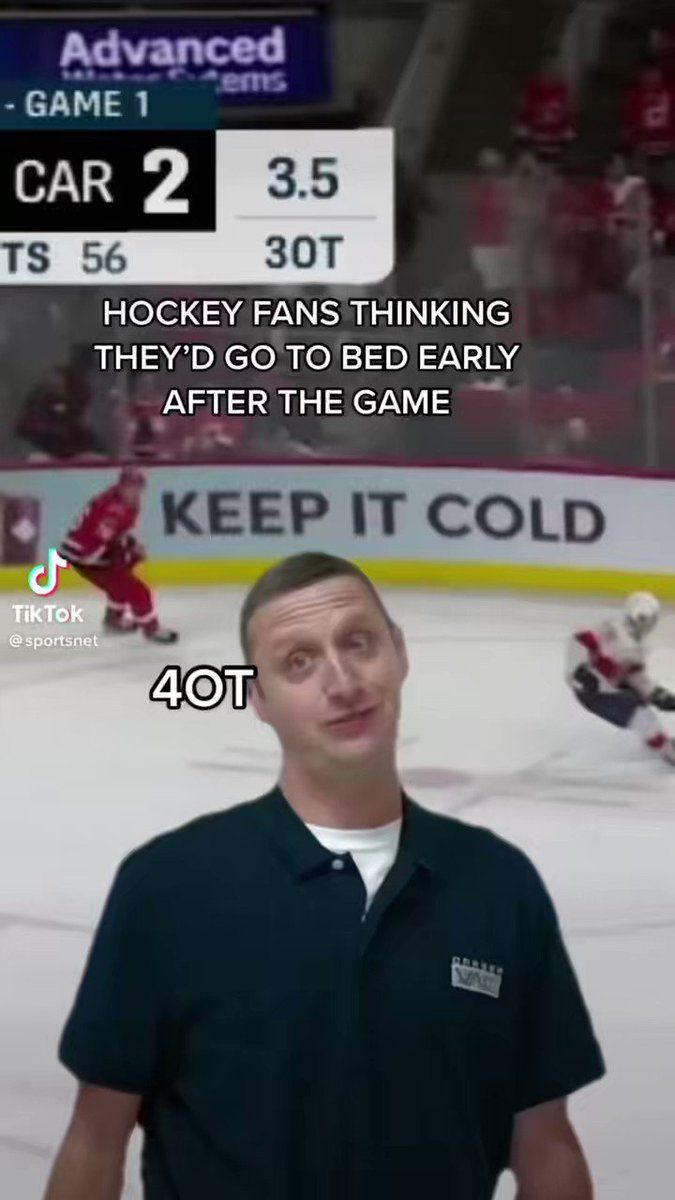 Advanced
- GAME 1
CAR 2 3.5
TS 56 3OT
HOCKEY FANS THINKING
THEY’D GO TO BED EARLY
AFTER THE GAME
KEEP IT COLD
TikTok
@sportsnet
4OT